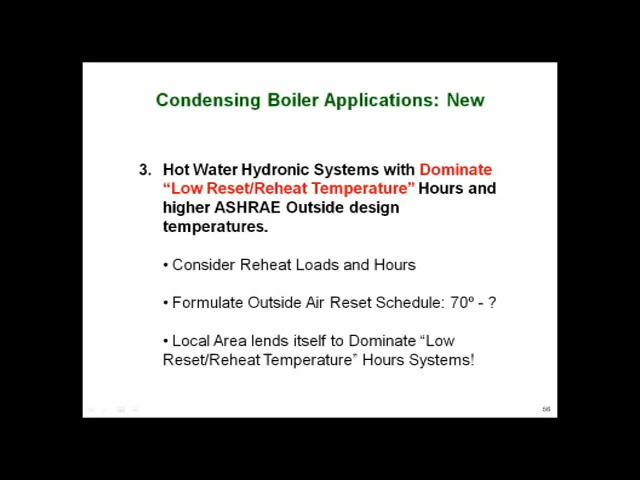 Condensing Boiler Applications: New
3. Hot Water Hydronic Systems with Dominate
“Low Reset/Reheat Temperature” Hours and
higher ASHRAE Outside design
temperatures.
• Consider Reheat Loads and Hours
• Formulate Outside Air Reset Schedule: 70º - ?
• Local Area lends itself to Dominate “Low
Reset/Reheat Temperature” Hours Systems!
56